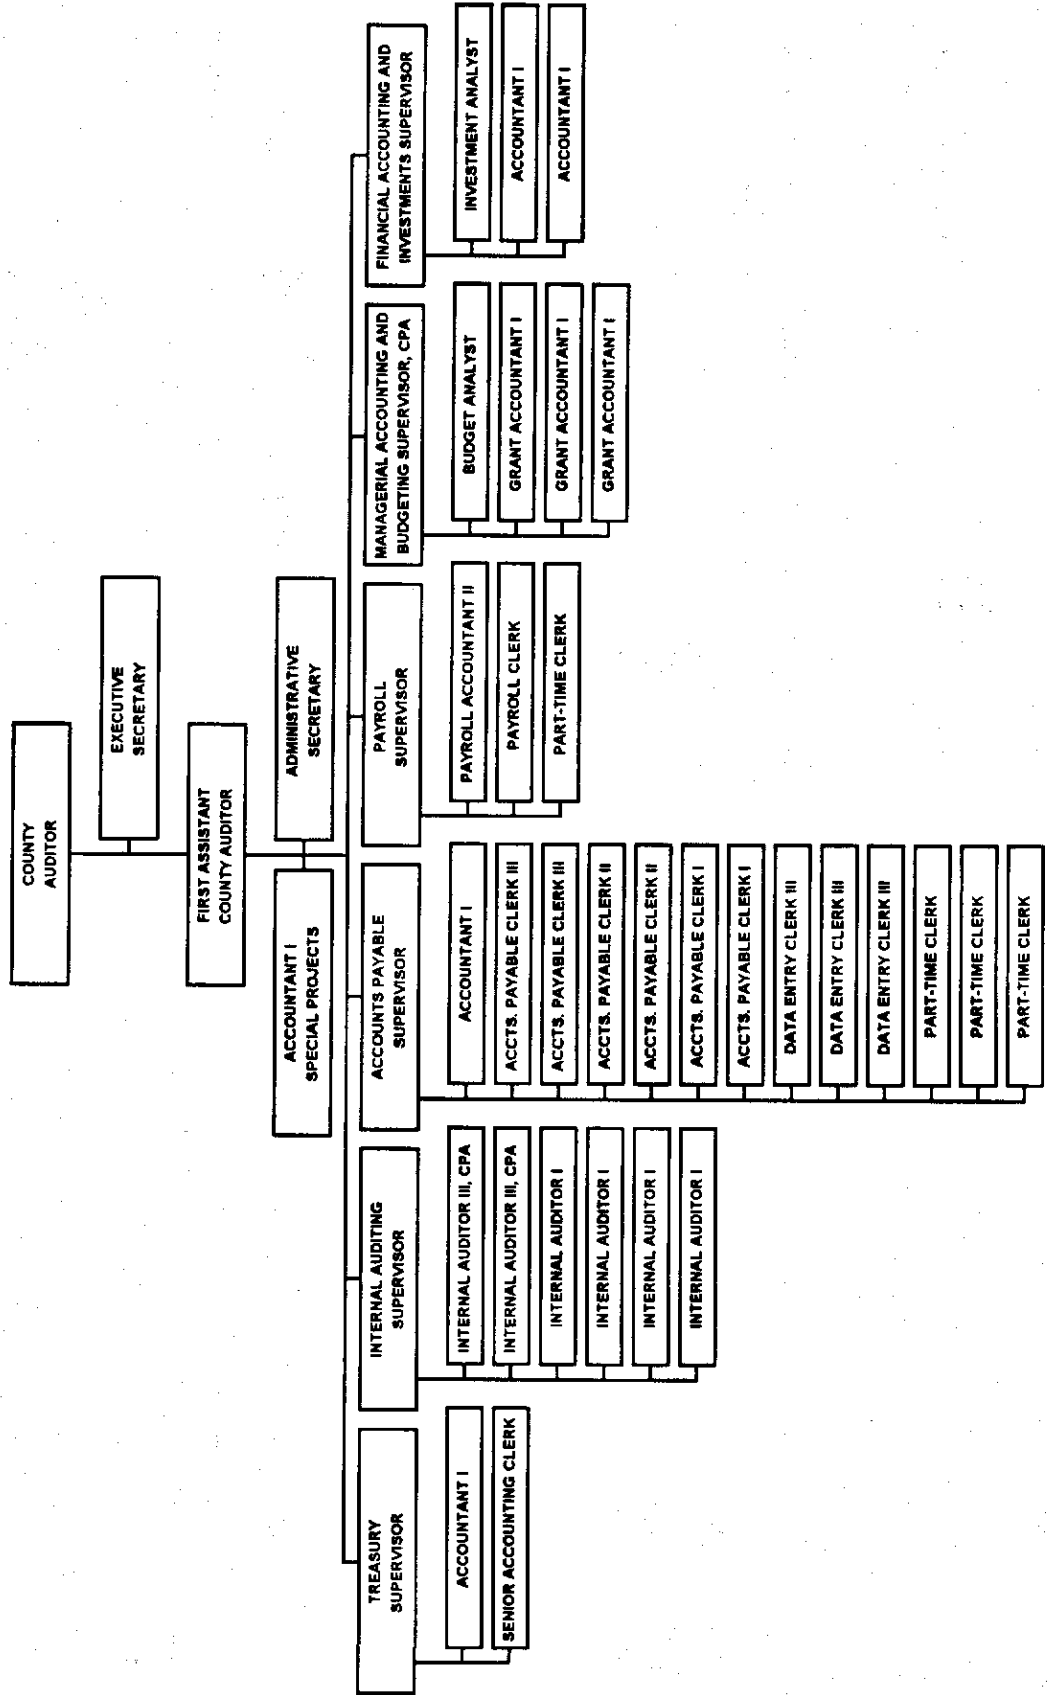 COUNTY
AUDITOR
EXECUTIVE
SECRETARY
FIRST ASSISTANT
COUNTY AUDITOR
ACCOUNTANT I
SPECIAL PROJECTS
ADMINISTRATIVE
SECRETARY
TREASURY
SUPERVISOR
ACCOUNTANT I
SENIOR ACCOUNTING CLERK
INTERNAL AUDITING
SUPERVISOR
INTERNAL AUDITOR III, CPA
INTERNAL AUDITOR III, CPA
INTERNAL AUDITOR I
INTERNAL AUDITOR I
INTERNAL AUDITOR I
INTERNAL AUDITOR I
ACCOUNTS PAYABLE
SUPERVISOR
ACCOUNTANT I
ACCTS. PAYABLE CLERK III
ACCTS. PAYABLE CLERK III
ACCTS. PAYABLE CLERK II
ACCTS. PAYABLE CLERK II
ACCTS. PAYABLE CLERK I
ACCTS. PAYABLE CLERK I
DATA ENTRY CLERK III
DATA ENTRY CLERK III
DATA ENTRY CLERK III
PART-TIME CLERK
PART-TIME CLERK
PART-TIME CLERK
PAYROLL
SUPERVISOR
PAYROLL ACCOUNTANT II
PAYROLL CLERK
PART-TIME CLERK
MANAGERIAL ACCOUNTING AND
BUDGETING SUPERVISOR, CPA
BUDGET ANALYST
GRANT ACCOUNTANT I
GRANT ACCOUNTANT I
GRANT ACCOUNTANT I
FINANCIAL ACCOUNTING AND
INVESTMENTS SUPERVISOR
INVESTMENT ANALYST
ACCOUNTANT I
ACCOUNTANT I